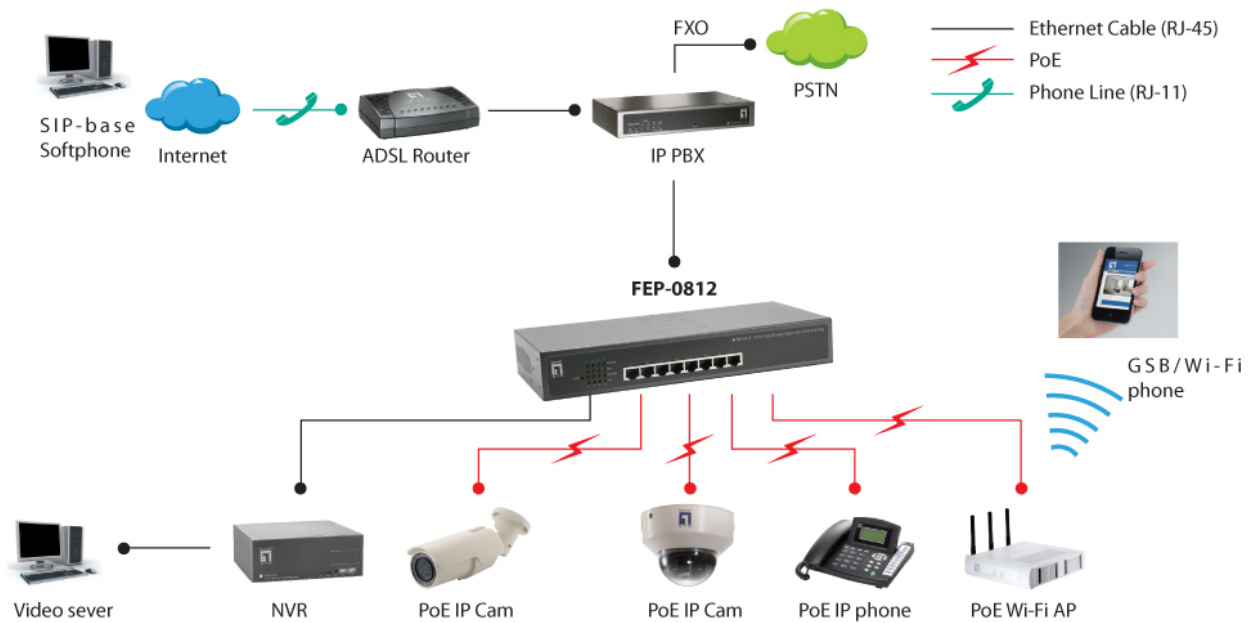 FXO
Ethernet Cable (RJ-45)
PoE
Phone Line (RJ-11)
PSTN
SIP-base
Softphone
Internet
ADSL Router
IP PBX
FEP-0812
GSB/Wi-Fi
phone
Video sever
NVR
PoE IP Cam
PoE IP Cam
PoE IP phone
PoE Wi-Fi AP